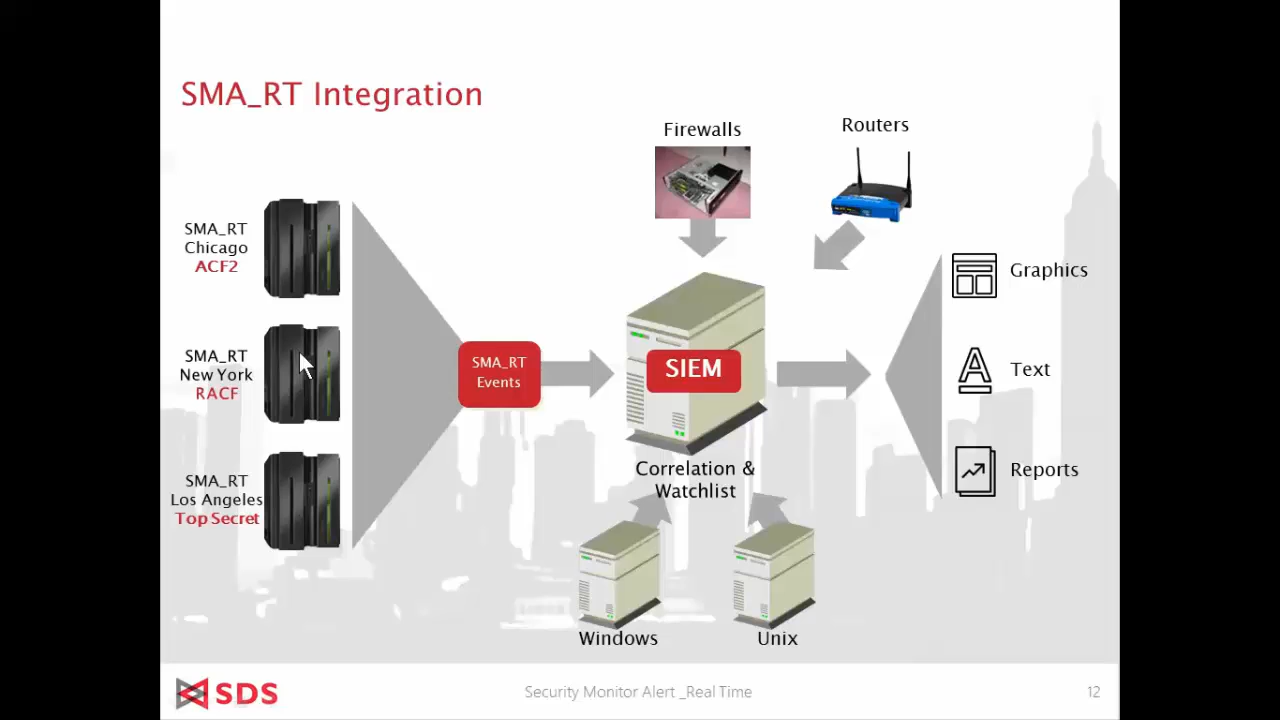 SMA_RT Integration
Firewalls
Routers
SMA_RT
Chicago
ACF2
SMA_RT
New York
RACF
SMA_RT
Los Angeles
Top Secret
SMA_RT
Events
SIEM
Correlation &
Watchlist
Windows
Unix
Graphics
A
Text
Reports
SDS
Security Monitor Alert _Real Time
12